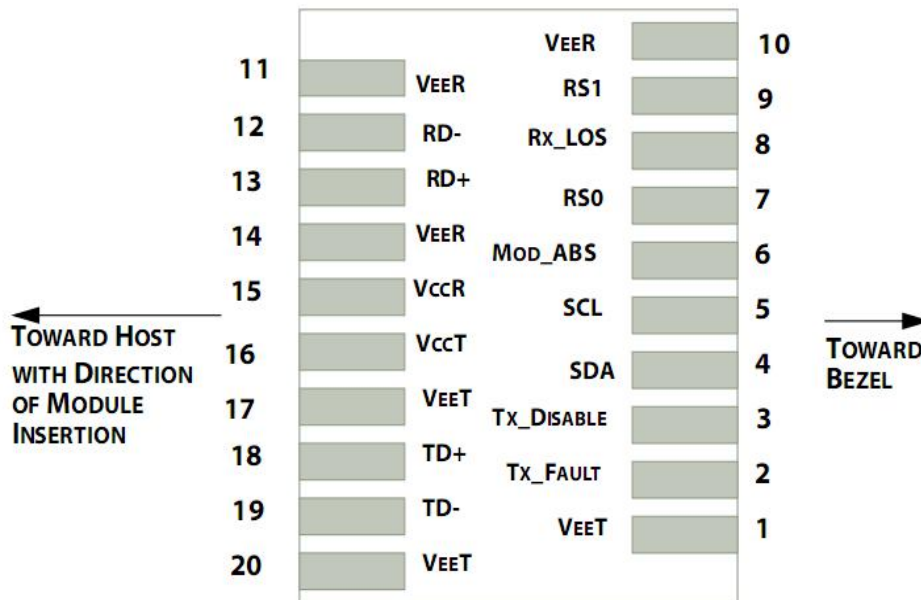 11 VEER
12 RD-
13 RD+
14 VEER
15 VCCR
16 VCCT
17 VEET
18 TD+
19 TD-
20 VEET
VEER 10
RS1 9
RX_LOS 8
RS0 7
MOD_ABS 6
SCL 5
SDA 4
TX_DISABLE 3
TX_FAULT 2
VEET 1
TOWARD HOST
WITH DIRECTION
OF MODULE
INSERTION
TOWARD
BEZEL